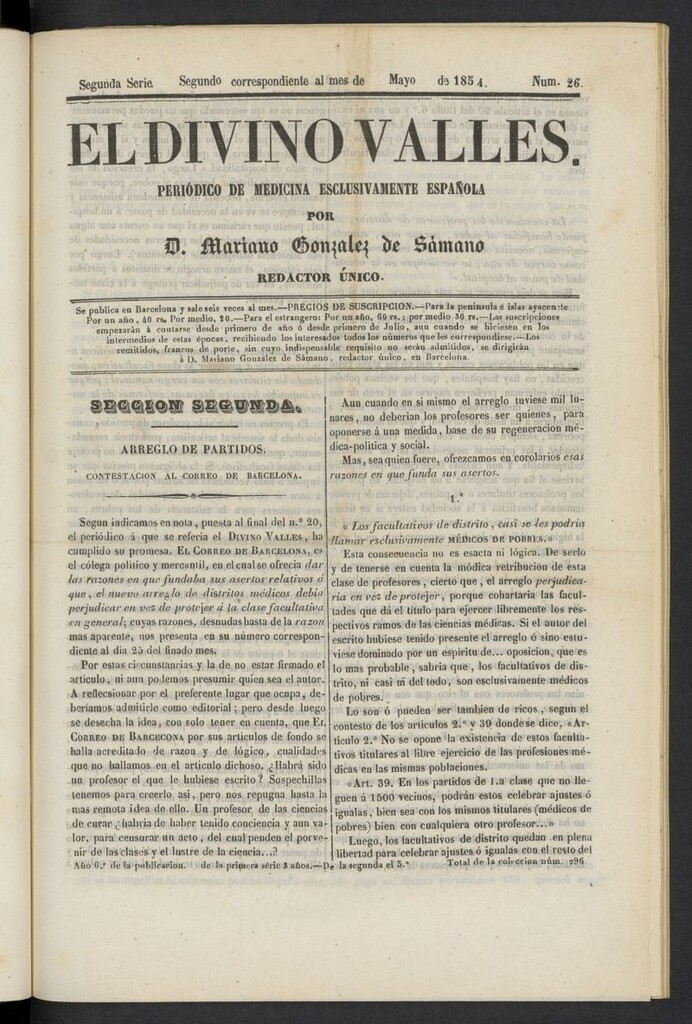 Segunda Serie Segundo correspondiente al mes de Mayo de 1854. Num. 26.
EL DIVINO VALLES.
PERIÓDICO DE MEDICINA ESCLUSIVAMENTE ESPAÑOLA
POR
D. Mariano Gonzalez de Sámano
REDACTOR ÚNICO.
Se publica en Barcelona y sale seis veces al mes.—PRECIOS DE SUSCRIPCION.—Para la península é islas ayacente
Por un año, 40 rs. Por medio, 20.—Para el estrangero: Por un año, 60 rs.; por medio 30 rs.—Las suscripciones
empezarán á contarse desde primero de año ó desde primero de Julio, aun cuando se hiciesen en los
intermedios de estas épocas, recibiendo los interesados todos los números que les correspondiese.—Los
remitidos, francos de porte, sin cuyo indispensable requisito no serán admitidos, se dirigirán
à D. Mariano González de Sámano, redactor único, en Barcelona.
SECCION SEGUNDA.
ARREGLO DE PARTIDOS.
CONTESTACION AL CORREO DE BARCELONA.
Segun indicamos en nota, puesta al final del n.º 20,
el periódico á que se referia el DIVINO VALLES, ha
cumplido su promesa. EL CORREO DE BARCELONA, es
el cólega político y mercantil, en el cual se ofrecia dar
las razones en que fundaba sus asertos relativos á
que, el nuevo arreglo de distritos médicos debia
perjudicar en vez de protejer á la clase facultativa
en general; cuyas razones, desnudas hasta de la razon
mas aparente, nos presenta en su número correspon-
diente al dia 25 del finado mes.
Por estas circunstancias y la de no estar firmado el
artículo, ni aun podemos presumir quien sea el autor.
A reflecsionar por el preferente lugar que ocupa, de-
beríamos admitirle como editorial; pero desde luego
se desecha la idea, con solo tener en cuenta, que EL
CORREO DE BARCECONA por sus artículos de fondo se
halla acreditado de razon y de lógico, cualidades
que no hallamos en el artículo dichoso. ¿Habrá sido
un profesor el que le hubiese escrito? Sospechillas
tenemos para creerlo asi, pero nos repugna hasta la
mas remota idea de ello. Un profesor de las ciencias
de curar ¿habria de haber tenido conciencia y aun va-
lor, para censurar un acto, del cual penden el porve-
nir de las clases y el lustre de la ciencia...?
Aun cuando en si mismo el arreglo tuviese mil lu-
nares, no deberian los profesores ser quienes, para
oponerse á una medida, base de su regeneracion mé-
dica-política y social.
Mas, sea quien fuere, ofrezcamos en corolarios esas
razones en que funda sus asertos.
1.º
«Los facultativos de distrito, casi se les podria
llamar esclusivamente MÉDICOS DE POBRES.»
Esta consecuencia no es exacta ni lógica. De serlo
y de tenerse en cuenta la módica retribucion de esta
clase de profesores, cierto que, el arreglo perjudica-
ria en vez de protejer, porque cohartaria las facul-
tades que dá el título para ejercer libremente los res-
pectivos ramos de las ciencias médicas. Si el autor del
escrito hubiese tenido presente el arreglo ó sino estu-
viese dominado por un espiritu de... oposicion, que es
lo mas probable, sabria que, los facultativos de dis-
trito, ni casi ni del todo, son esclusivamente médicos
de pobres.
Lo son ó pueden ser tambien de ricos, segun el
contesto de los articulos 2.º y 39 donde se dice, «Ar-
tículo 2.º No se opone la existencia de estos faculta-
tivos titulares al libre ejercicio de las profesiones mé-
dicas en las mismas poblaciones.
«Art. 39. En los partidos de 1.a clase que no lle-
guen á 1500 vecinos, podrán estos celebrar ajustes ó
igualas, bien sea con los mismos titulares (médicos de
pobres) bien con cualquiera otro profesor...»
Luego, los facultativos de distrito quedan en plena
libertad para celebrar ajustes ó igualas con el resto del
Año 6.º de la publicacion. de la primera série 3 años.—De la segunda el 3.º Total de la coleccion núm. 286